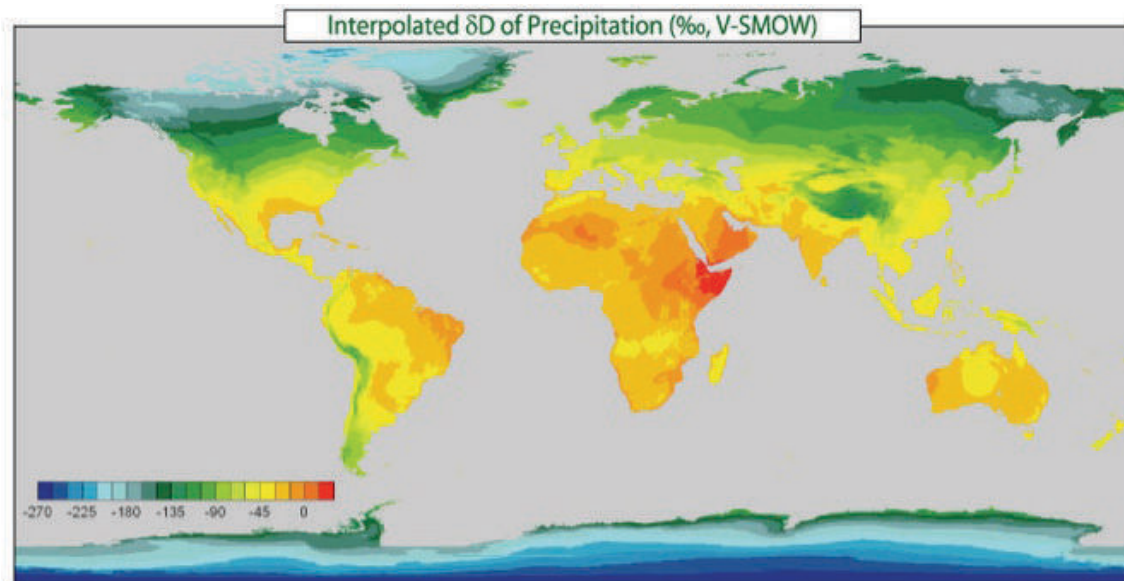 Interpolated δD of Precipitation (‰, V-SMOW)
-270 -225 -180 -135 -90 -45 0